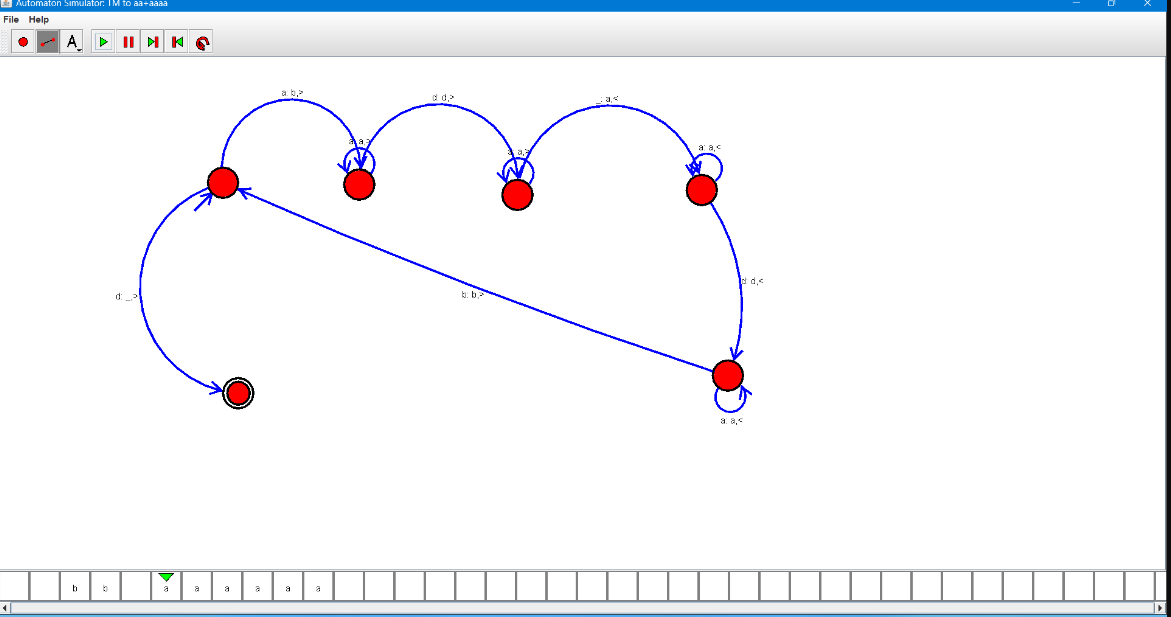 Automaton Simulator: TM to aa+aaaa
File Help
A
a: b,>
d: d,>
_: a,<
a: a,>
a: a,>
a: a,<
d: d,<
b: b,>
d: _,>
a: a,<
b b a a a a a a